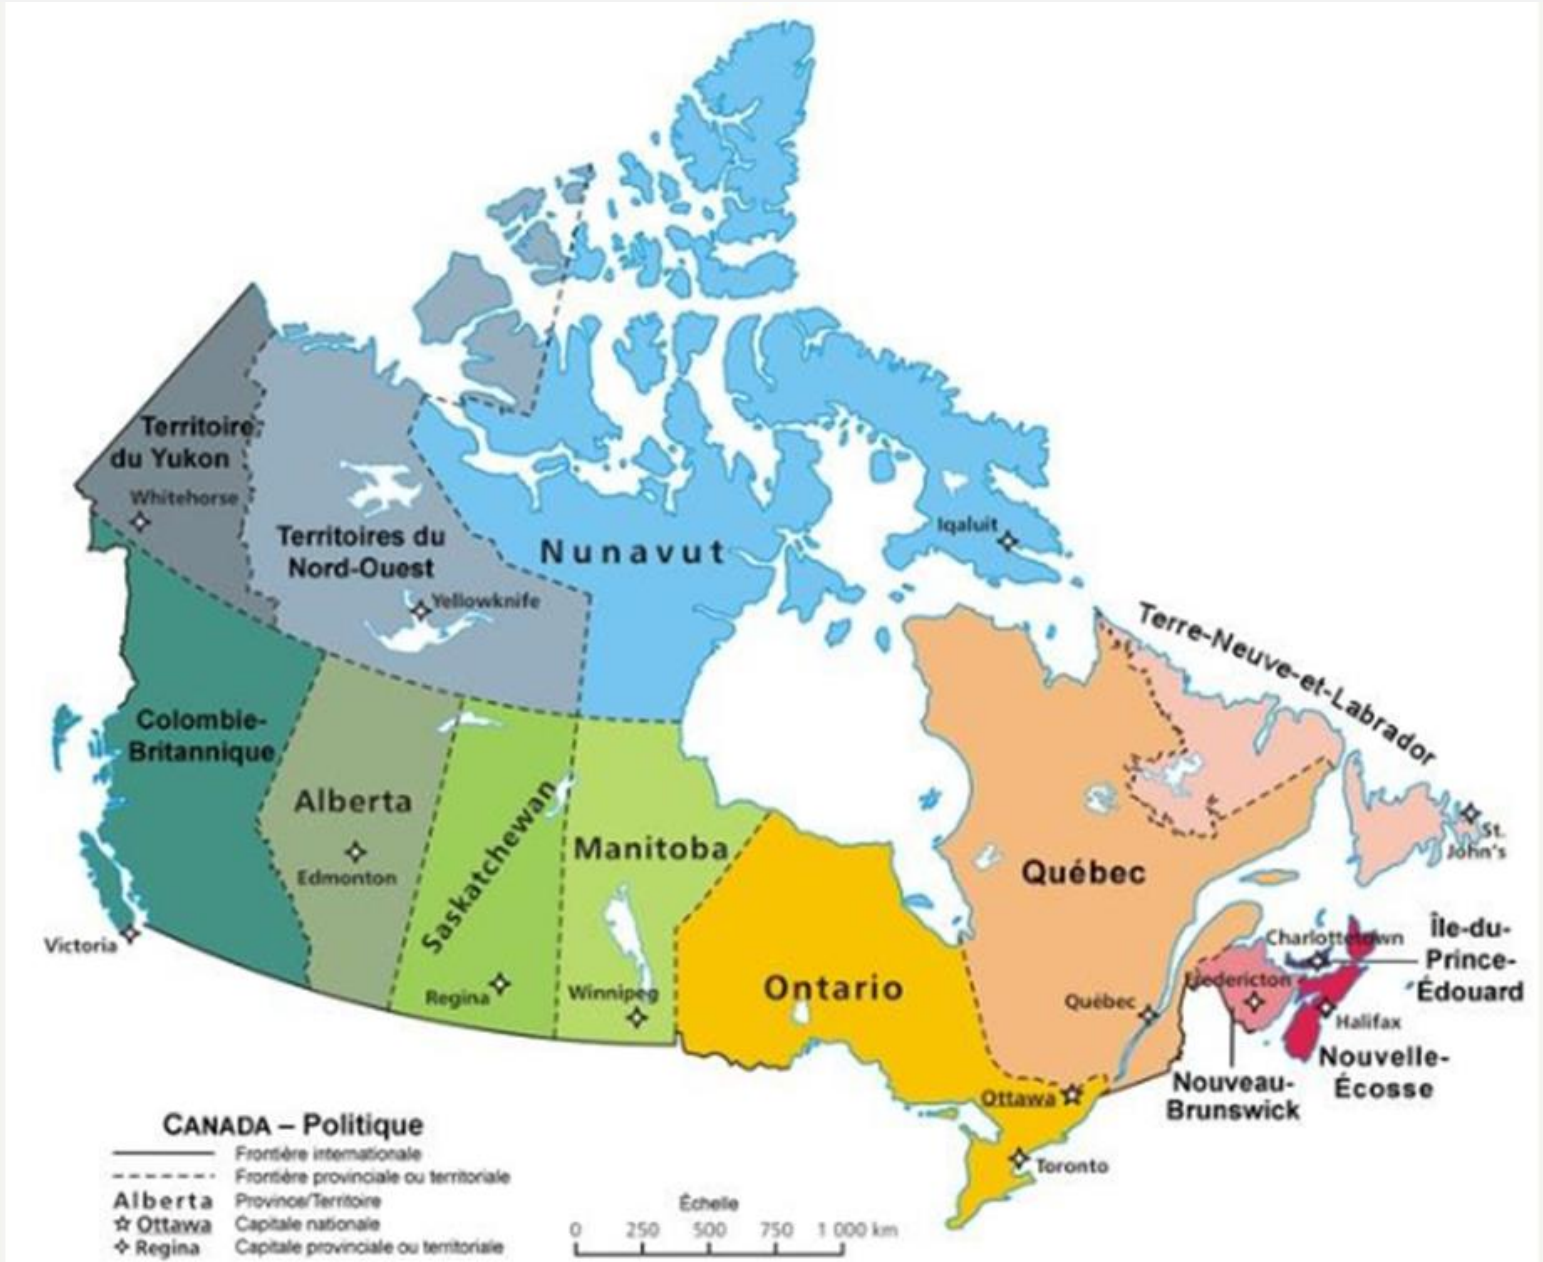 Territoire
du Yukon
Whitehorse
Territoires du
Nord-Ouest
Yellowknife
Nunavut
Iqaluit
Terre-Neuve-et-Labrador
St.
John's
Colombie-
Britannique
Victoria
Alberta
Edmonton
Saskatchewan
Regina
Manitoba
Winnipeg
Ontario
Ottawa
Toronto
Québec
Québec
Charlottetown
Île-du-
Prince-
Édouard
Fredericton
Halifax
Nouvelle-
Écosse
Nouveau-
Brunswick
CANADA – Politique
Frontière internationale
Frontière provinciale ou territoriale
Alberta Province/Territoire
Ottawa Capitale nationale
Regina Capitale provinciale ou territoriale
Échelle
0 250 500 750 1 000 km